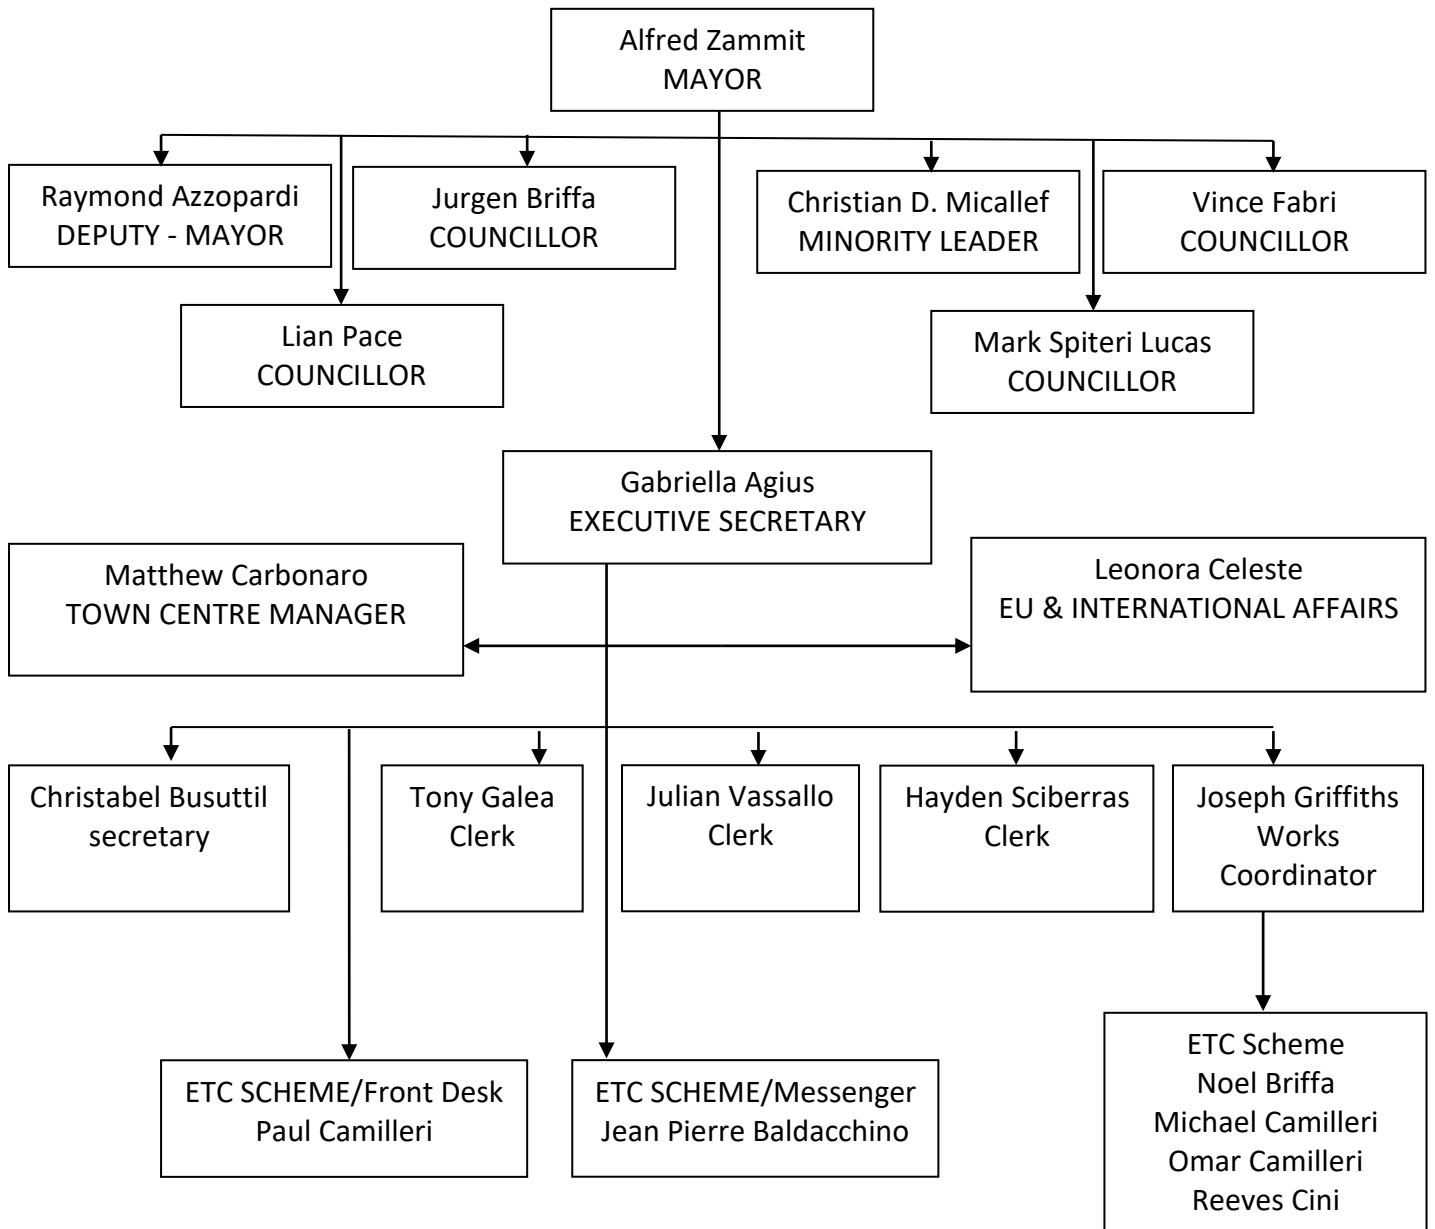 Alfred Zammit
MAYOR
Raymond Azzopardi
DEPUTY - MAYOR
Jurgen Briffa
COUNCILLOR
Christian D. Micallef
MINORITY LEADER
Vince Fabri
COUNCILLOR
Lian Pace
COUNCILLOR
Mark Spiteri Lucas
COUNCILLOR
Gabriella Agius
EXECUTIVE SECRETARY
Matthew Carbonaro
TOWN CENTRE MANAGER
Leonora Celeste
EU & INTERNATIONAL AFFAIRS
Christabel Busuttil
secretary
Tony Galea
Clerk
Julian Vassallo
Clerk
Hayden Sciberras
Clerk
Joseph Griffiths
Works
Coordinator
ETC SCHEME/Front Desk
Paul Camilleri
ETC SCHEME/Messenger
Jean Pierre Baldacchino
ETC Scheme
Noel Briffa
Michael Camilleri
Omar Camilleri
Reeves Cini